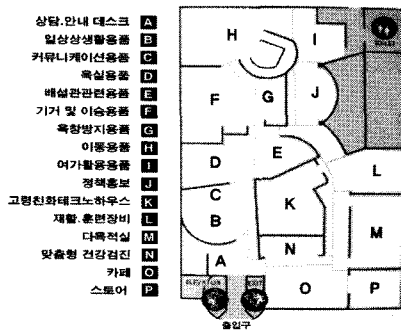 상담.안내 데스크 A
일상상생활용품 B
커뮤니케이션용품 C
욕실용품 D
배설관관련용품 E
기거 및 이승용품 F
욕창방지용품 G
이동용품 H
여가활용용품 I
정책홍보 J
고령친화테크노하우스 K
재활.훈련장비 L
다목적실 M
맞춤형 건강검진 N
카페 O
스토어 P
H
I
F
G
J
E
D
L
C
K
B
M
N
A
O
P
EXIT
출입구